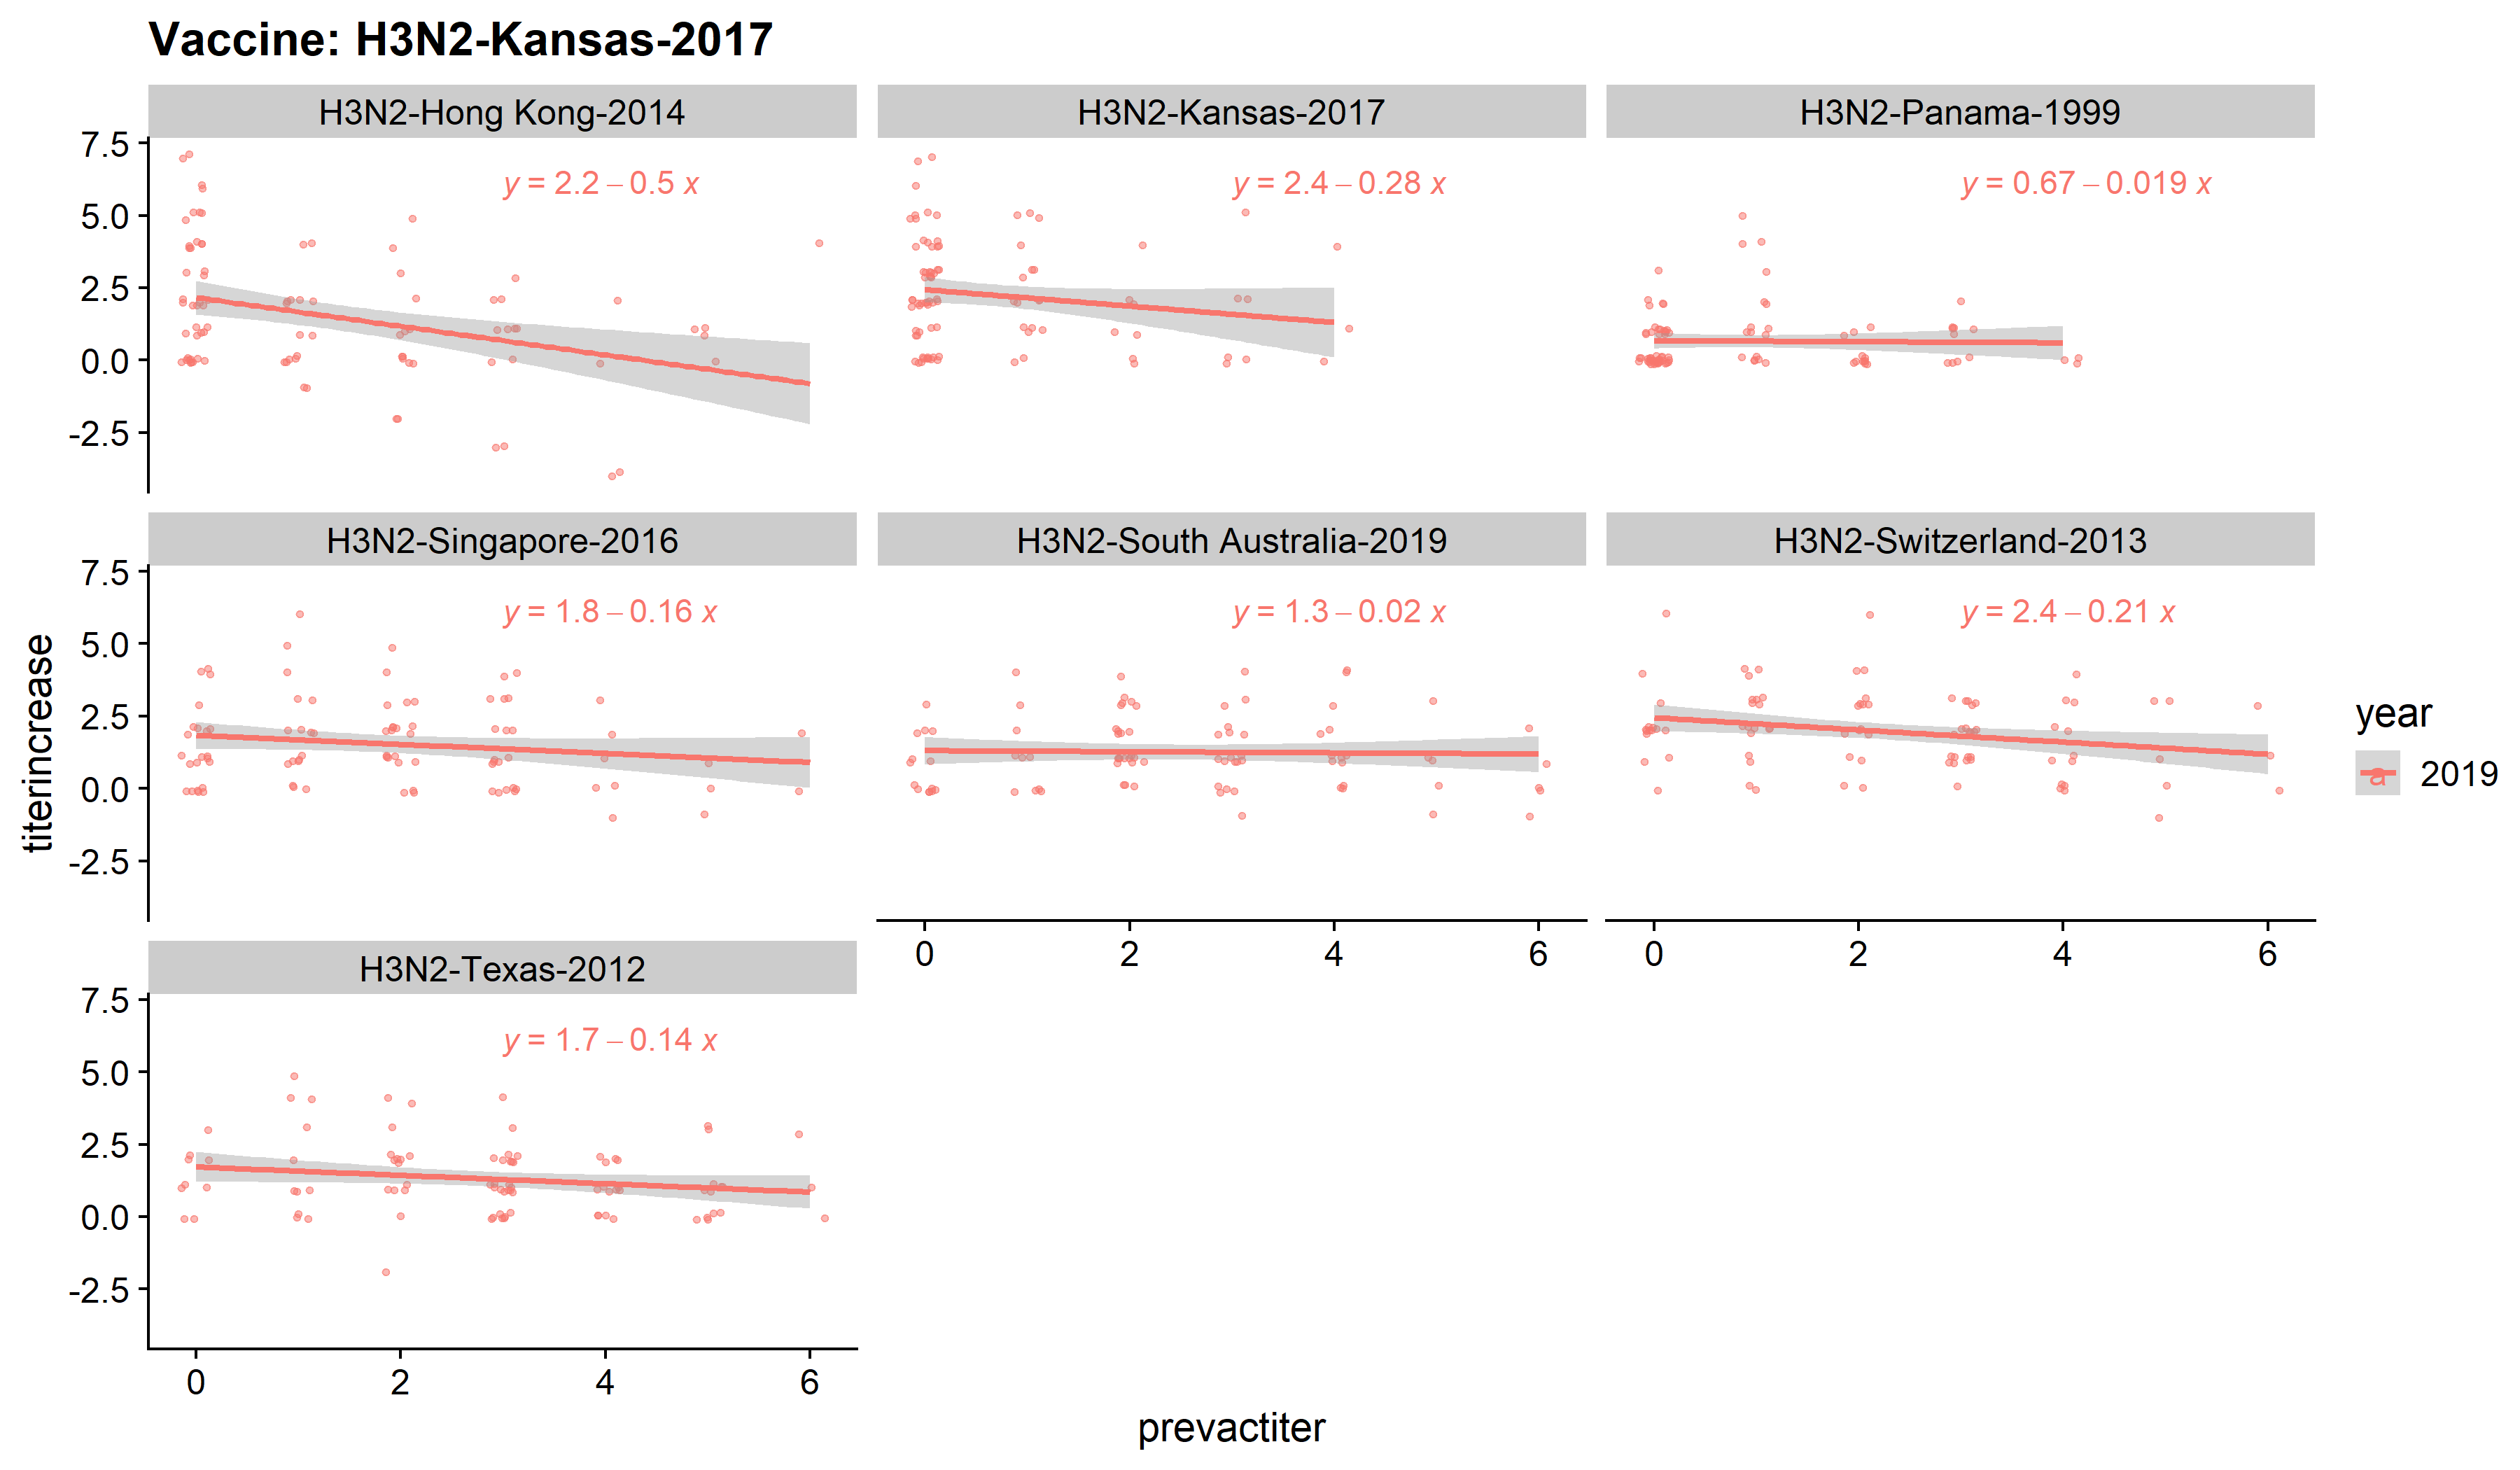 Vaccine: H3N2-Kansas-2017
H3N2-Hong Kong-2014
H3N2-Kansas-2017
H3N2-Panama-1999
7.5
5.0
2.5
0.0
-2.5
y = 2.2 – 0.5 x
y = 2.4 – 0.28 x
y = 0.67 – 0.019 x
H3N2-Singapore-2016
H3N2-South Australia-2019
H3N2-Switzerland-2013
7.5
5.0
2.5
0.0
-2.5
y = 1.8 – 0.16 x
y = 1.3 – 0.02 x
y = 2.4 – 0.21 x
0 2 4 6
0 2 4 6
H3N2-Texas-2012
7.5
5.0
2.5
0.0
-2.5
y = 1.7 – 0.14 x
0 2 4 6
titerincrease
prevactiter
year
a 2019